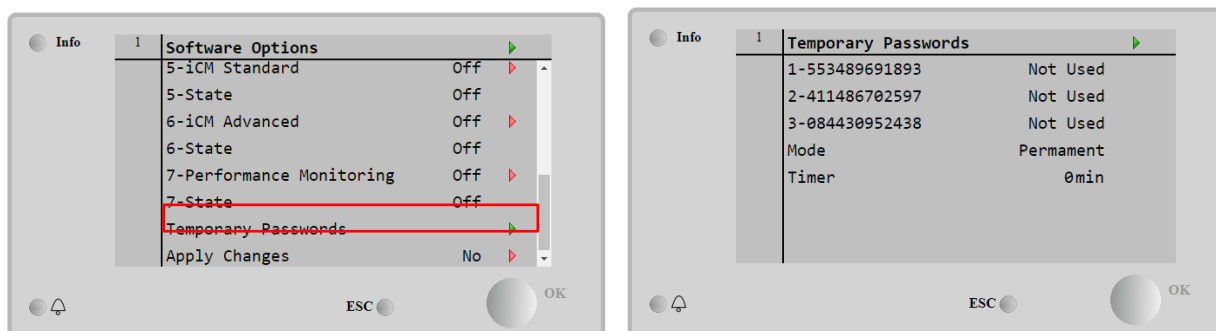 Info
1
Software Options
5-iCM Standard Off
5-State Off
6-iCM Advanced Off
6-State Off
7-Performance Monitoring Off
7-State Off
Temporary Passwords
Apply Changes No
ESC
OK
Info
1
Temporary Passwords
1-553489691893 Not Used
2-411486702597 Not Used
3-084430952438 Not Used
Mode Permament
Timer 0min
ESC
OK